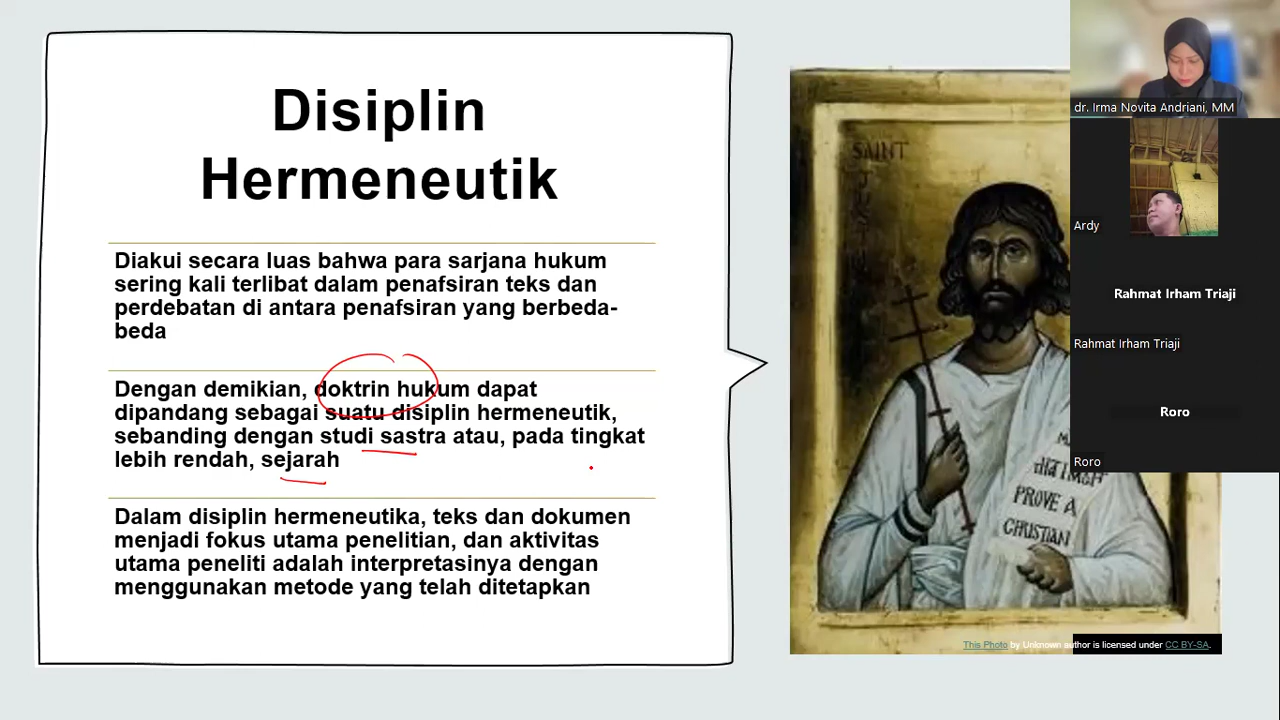 Disiplin
Hermeneutik
Diakui secara luas bahwa para sarjana hukum
sering kali terlibat dalam penafsiran teks dan
perdebatan di antara penafsiran yang berbeda-
beda
Dengan demikian, doktrin hukum dapat
dipandang sebagai suatu disiplin hermeneutik,
sebanding dengan studi sastra atau, pada tingkat
lebih rendah, sejarah
Dalam disiplin hermeneutika, teks dan dokumen
menjadi fokus utama penelitian, dan aktivitas
utama peneliti adalah interpretasinya dengan
menggunakan metode yang telah ditetapkan
SAINT
PROVE A
CHRISTIAN
This Photo by Unknown author is licensed under CC BY-SA.
dr. Irma Novita Andriani, MM
Ardy
Rahmat Irham Triaji
Rahmat Irham Triaji
Roro
Roro